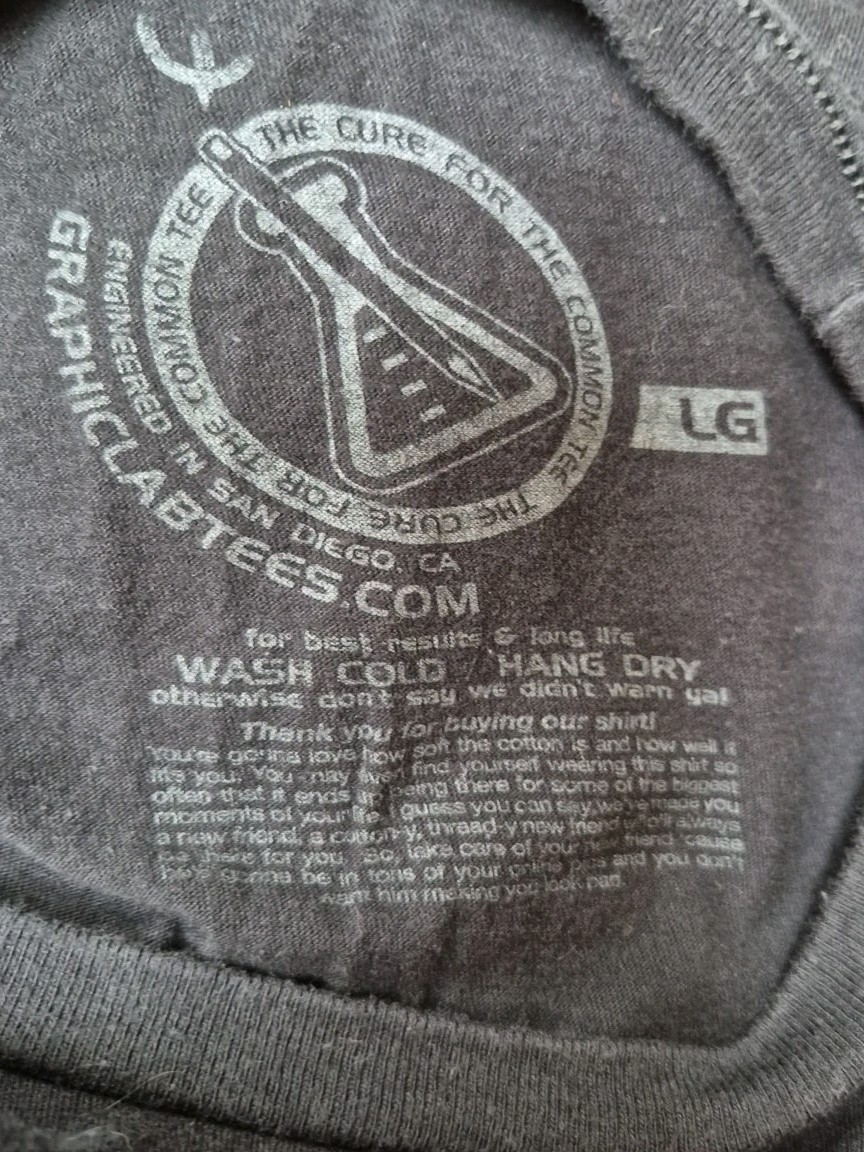 THE CURE FOR THE COMMON TEE THE CURE FOR THE COMMON TEE
LG
ENGINEERED IN SAN DIEGO, CA
GRAPHICLABTEES.COM
for best results & long life
WASH COLD / HANG DRY
otherwise don't say we didn't warn ya!
Thank you for buying our shirt!
You're gonna love how soft the cotton is and how well it
fits you. You may even find yourself wearing this shirt so
often that it ends up being there for some of the biggest
moments of your life. I guess you can say, we've made you
a new friend, a cotton-y, thread-y new friend who'll always
be there for you. So, take care of your new friend 'cause
he's gonna be in tons of your online pics and you don't
want him making you look bad.